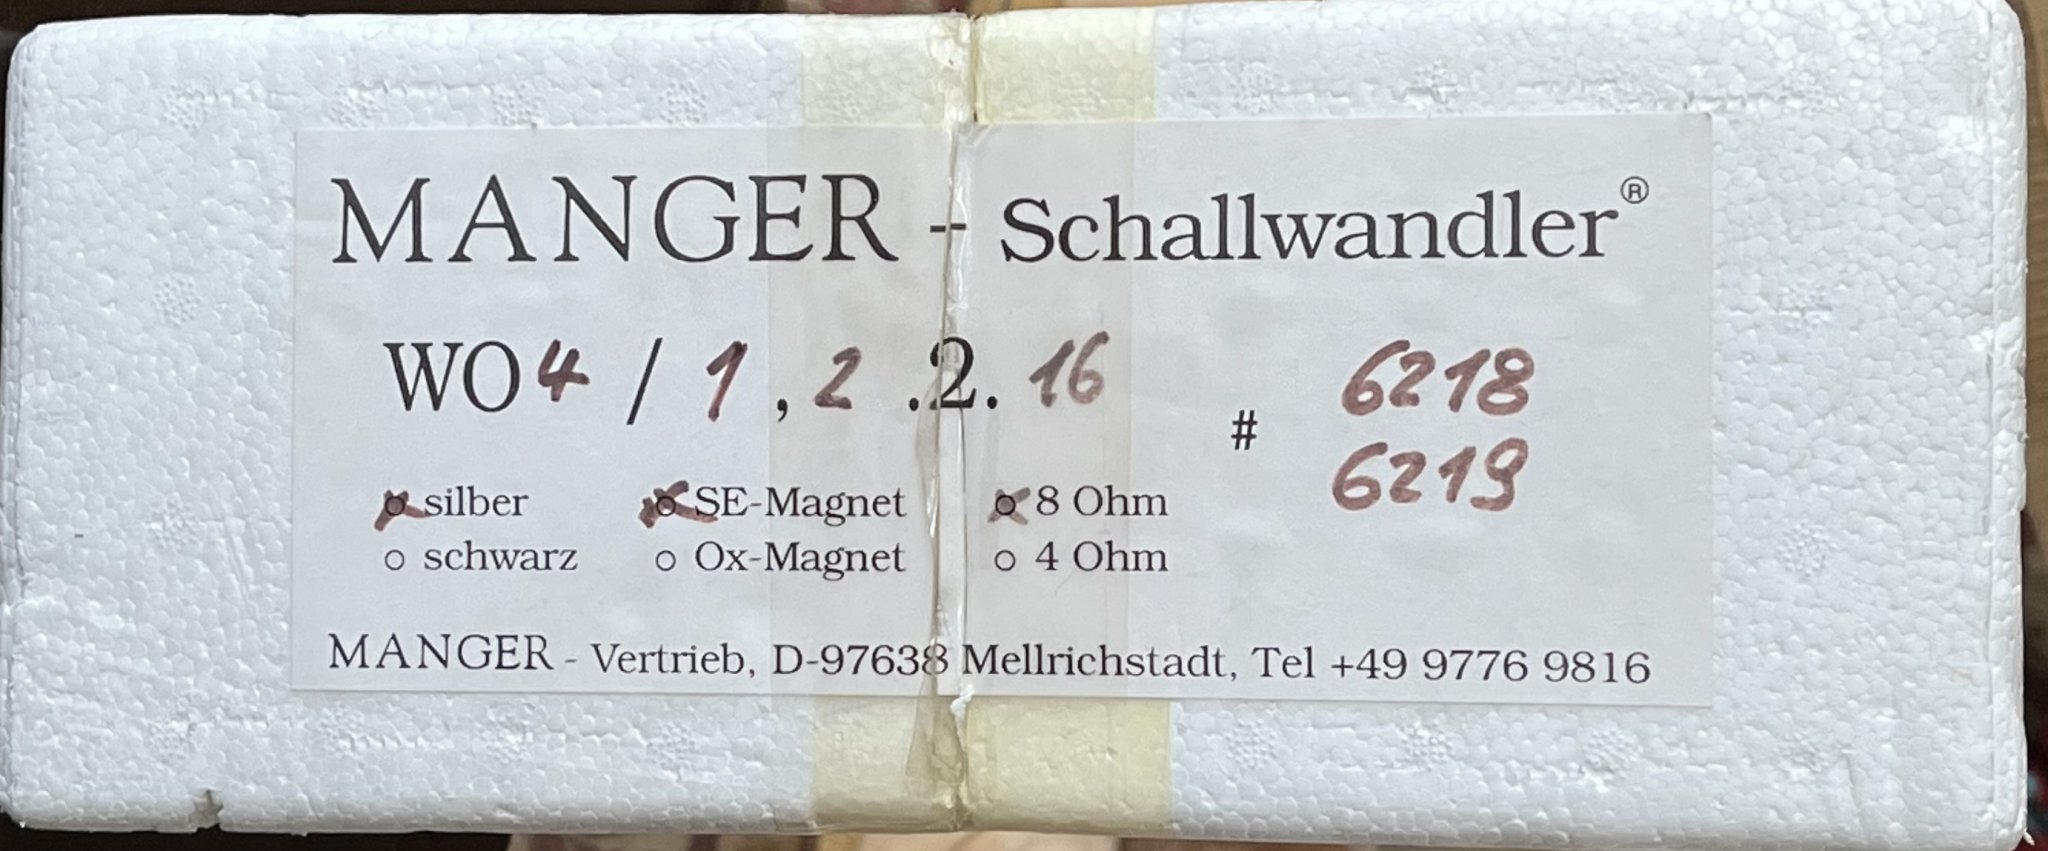 MANGER - Schallwandler®
WO4 / 1,2.2.16 # 6218
6219
silber SE-Magnet 8 Ohm
schwarz Ox-Magnet 4 Ohm
MANGER - Vertrieb, D-97638 Mellrichstadt, Tel +49 9776 9816